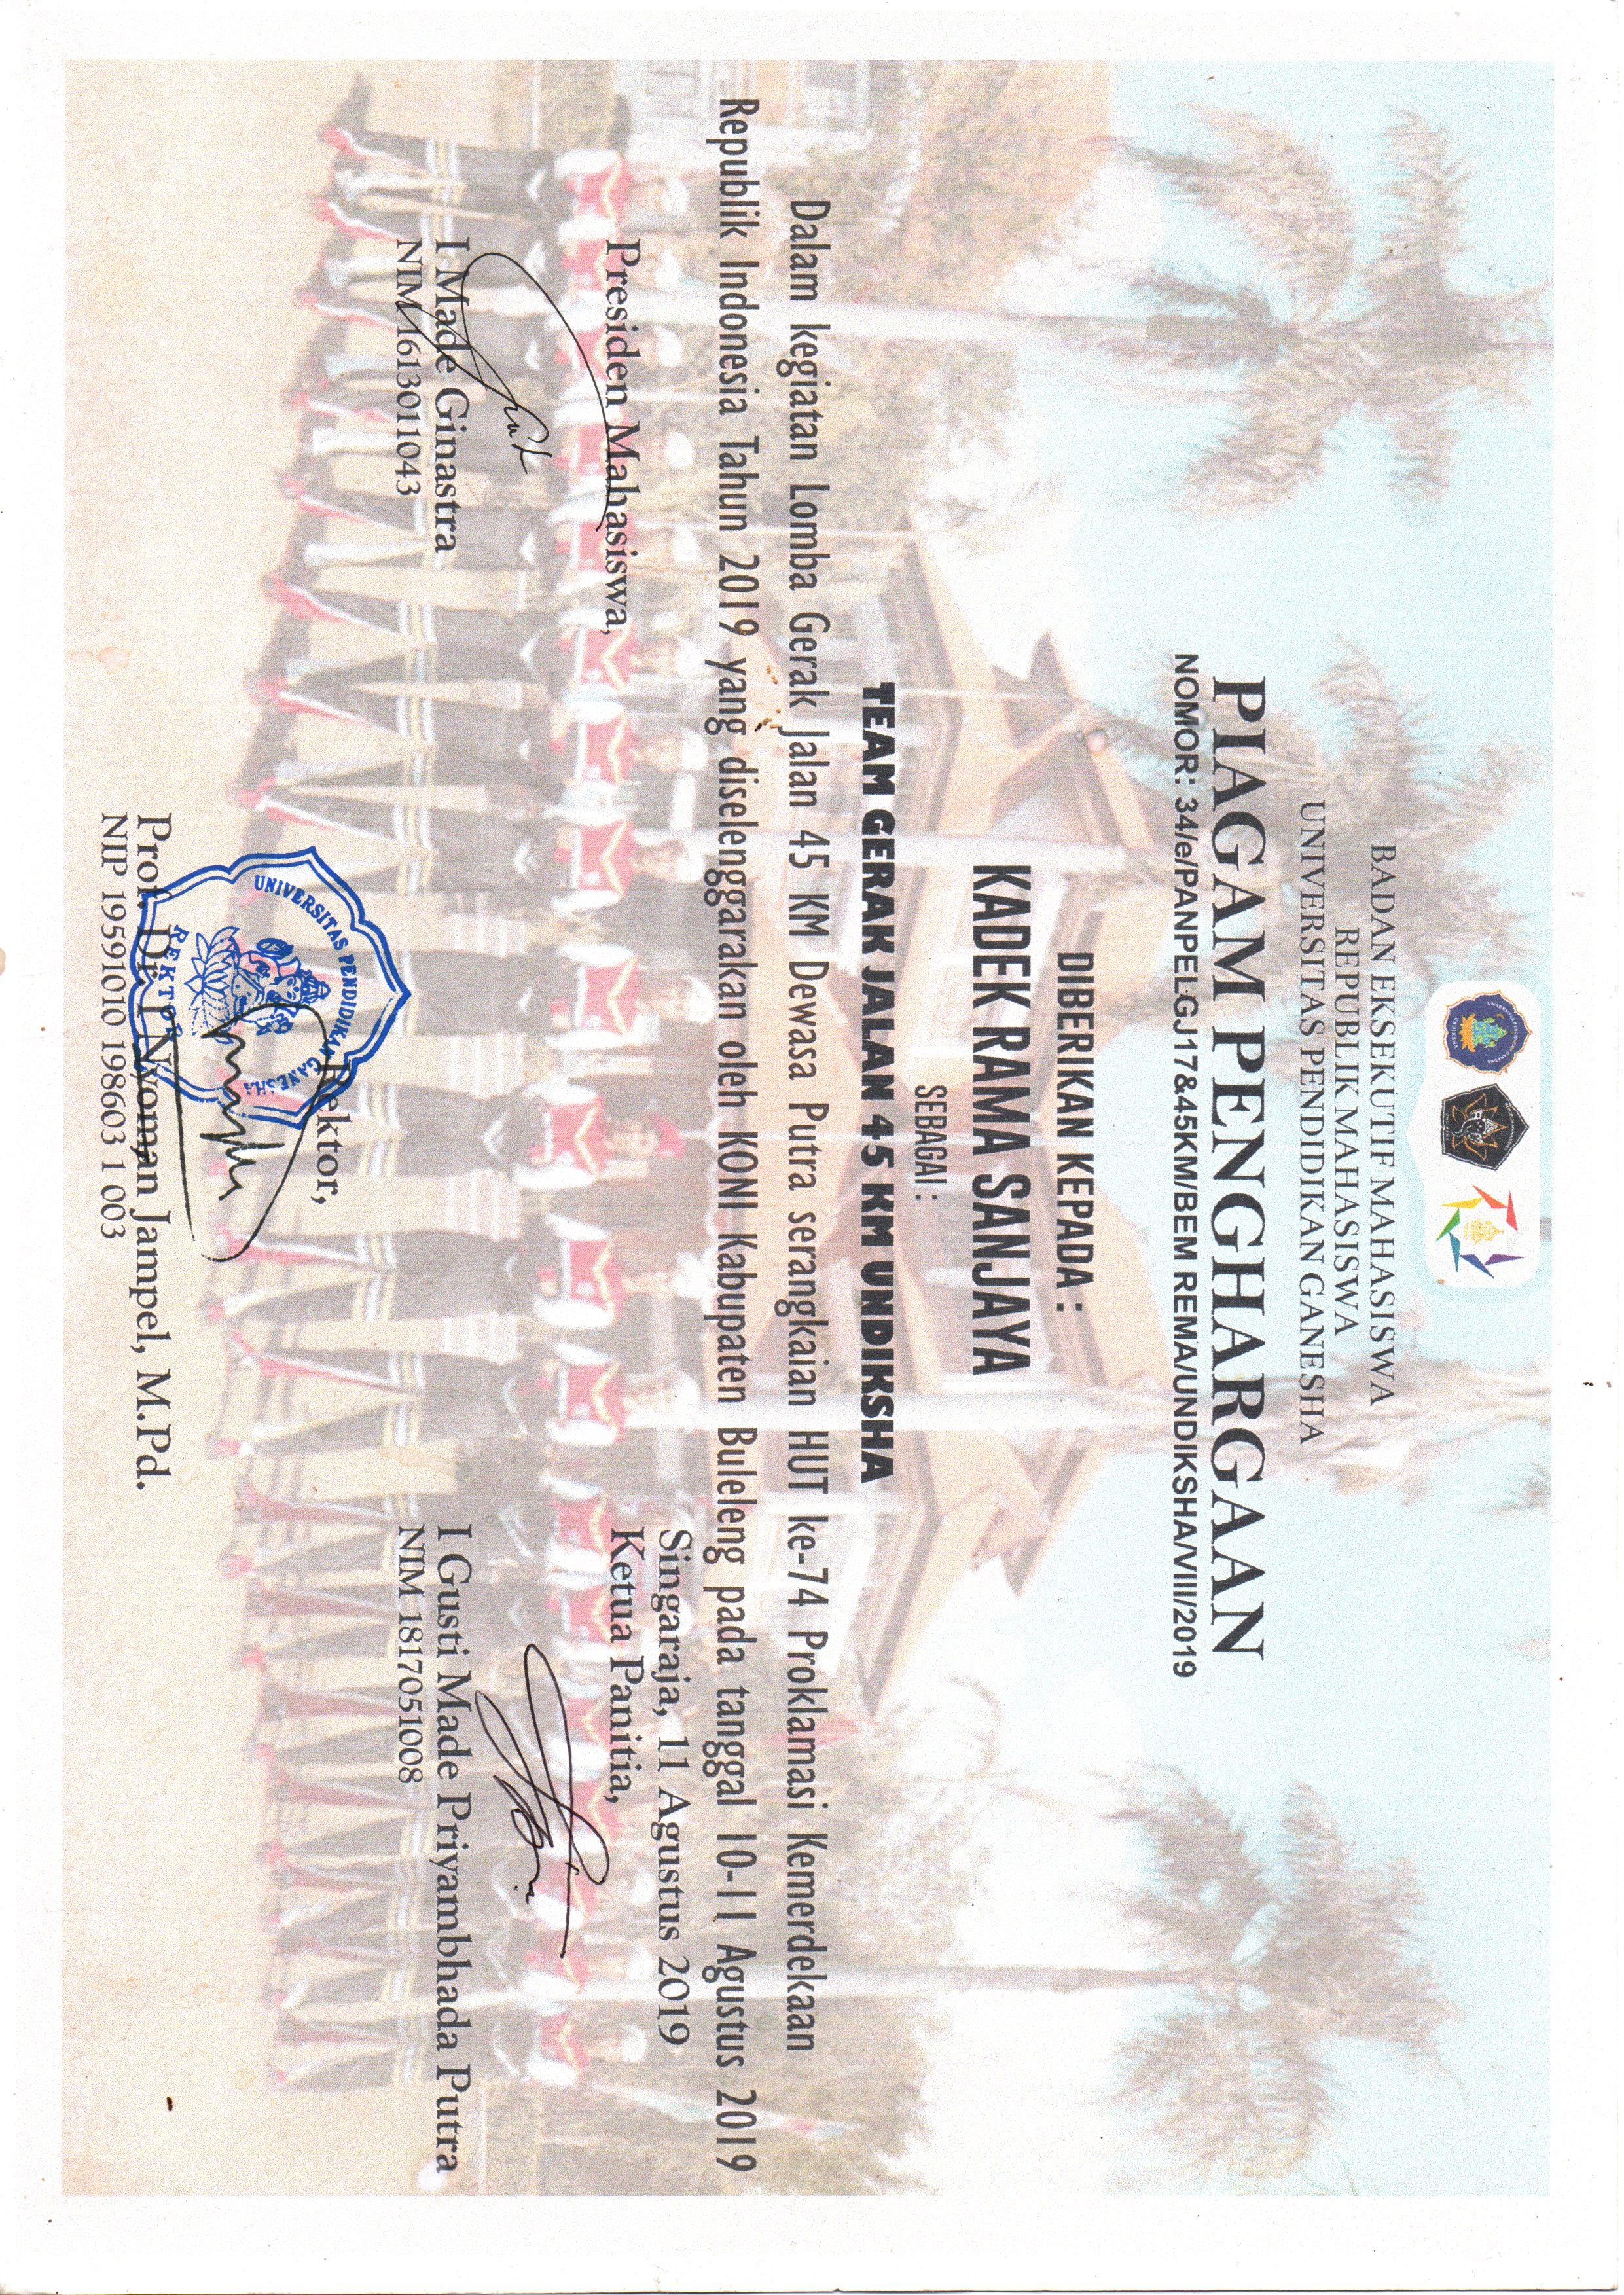 BADAN EKSEKUTIF MAHASISWA
REPUBLIK MAHASISWA
UNIVERSITAS PENDIDIKAN GANESHA
PIAGAM PENGHARGAAN
NOMOR: 34/e/PANPELGJ17&45KM/BEM REMA/UNDIKSHA/VIII/2019
DIBERIKAN KEPADA :
KADEK RAMA SANJAYA
SEBAGAI :
TEAM GERAK JALAN 45 KM UNDIKSHA
Dalam kegiatan Lomba Gerak Jalan 45 KM Dewasa Putra serangkaian HUT ke-74 Proklamasi Kemerdekaan
Republik Indonesia Tahun 2019 yang diselenggarakan oleh KONI Kabupaten Buleleng pada tanggal 10-11 Agustus 2019
Singaraja, 11 Agustus 2019
Presiden Mahasiswa,
Ketua Panitia,
I Made Ginastra
NIM 1613011043
I Gusti Made Priyambhada Putra
NIM 1817051008
Rektor,
UNIVERSITAS PENDIDIKAN GANESHA
REKTOR
Prof. Dr. I Nyoman Jampel, M.Pd.
NIP 19591010 198603 1 003